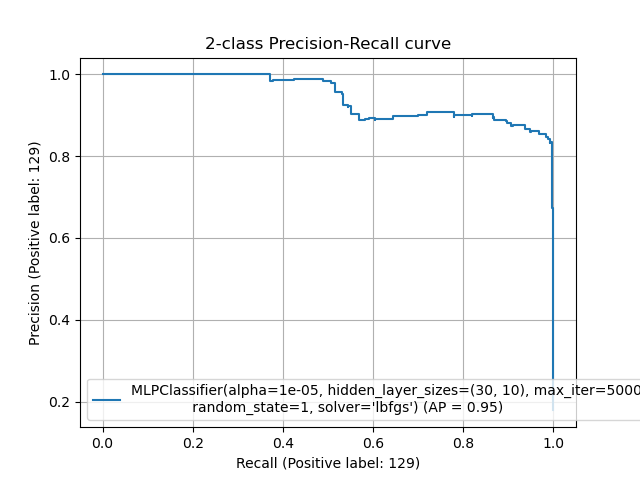 2-class Precision-Recall curve
1.0
0.8
0.6
0.4
0.2
Precision (Positive label: 129)
MLPClassifier(alpha=1e-05, hidden_layer_sizes=(30, 10), max_iter=5000
random_state=1, solver='lbfgs') (AP = 0.95)
0.0 0.2 0.4 0.6 0.8 1.0
Recall (Positive label: 129)